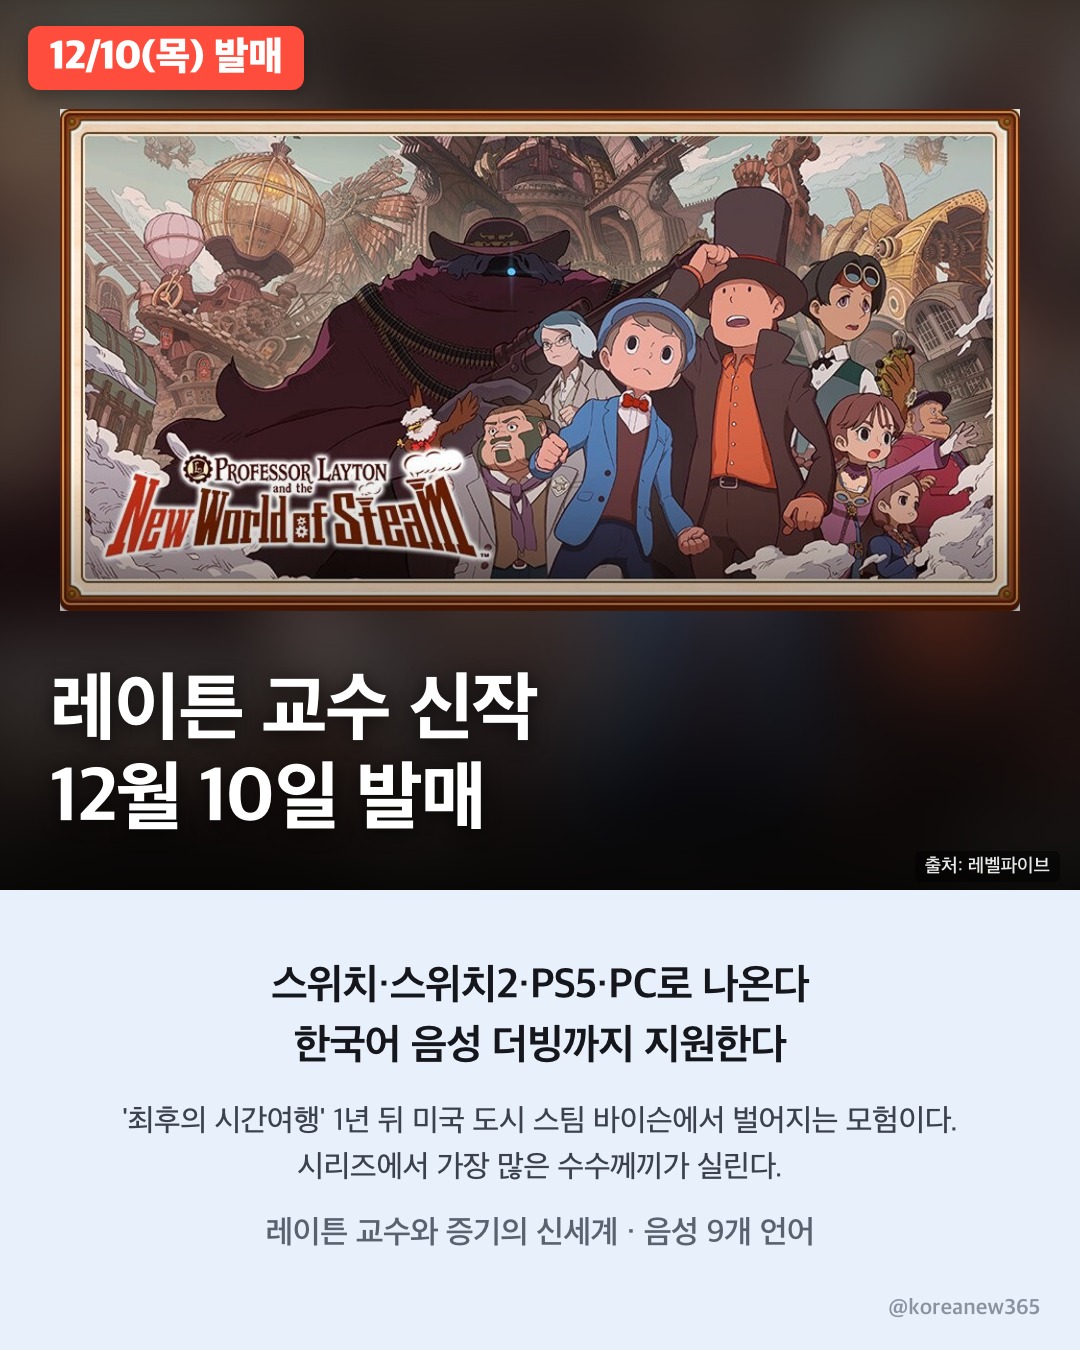 12/10(목) 발매
PROFESSOR LAYTON
and the
New World of Steam
TM
레이튼 교수 신작
12월 10일 발매
출처: 레벨파이브
스위치·스위치2·PS5·PC로 나온다
한국어 음성 더빙까지 지원한다
'최후의 시간여행' 1년 뒤 미국 도시 스팀 바이슨에서 벌어지는 모험이다.
시리즈에서 가장 많은 수수께끼가 실린다.
레이튼 교수와 증기의 신세계 · 음성 9개 언어
@koreanew365